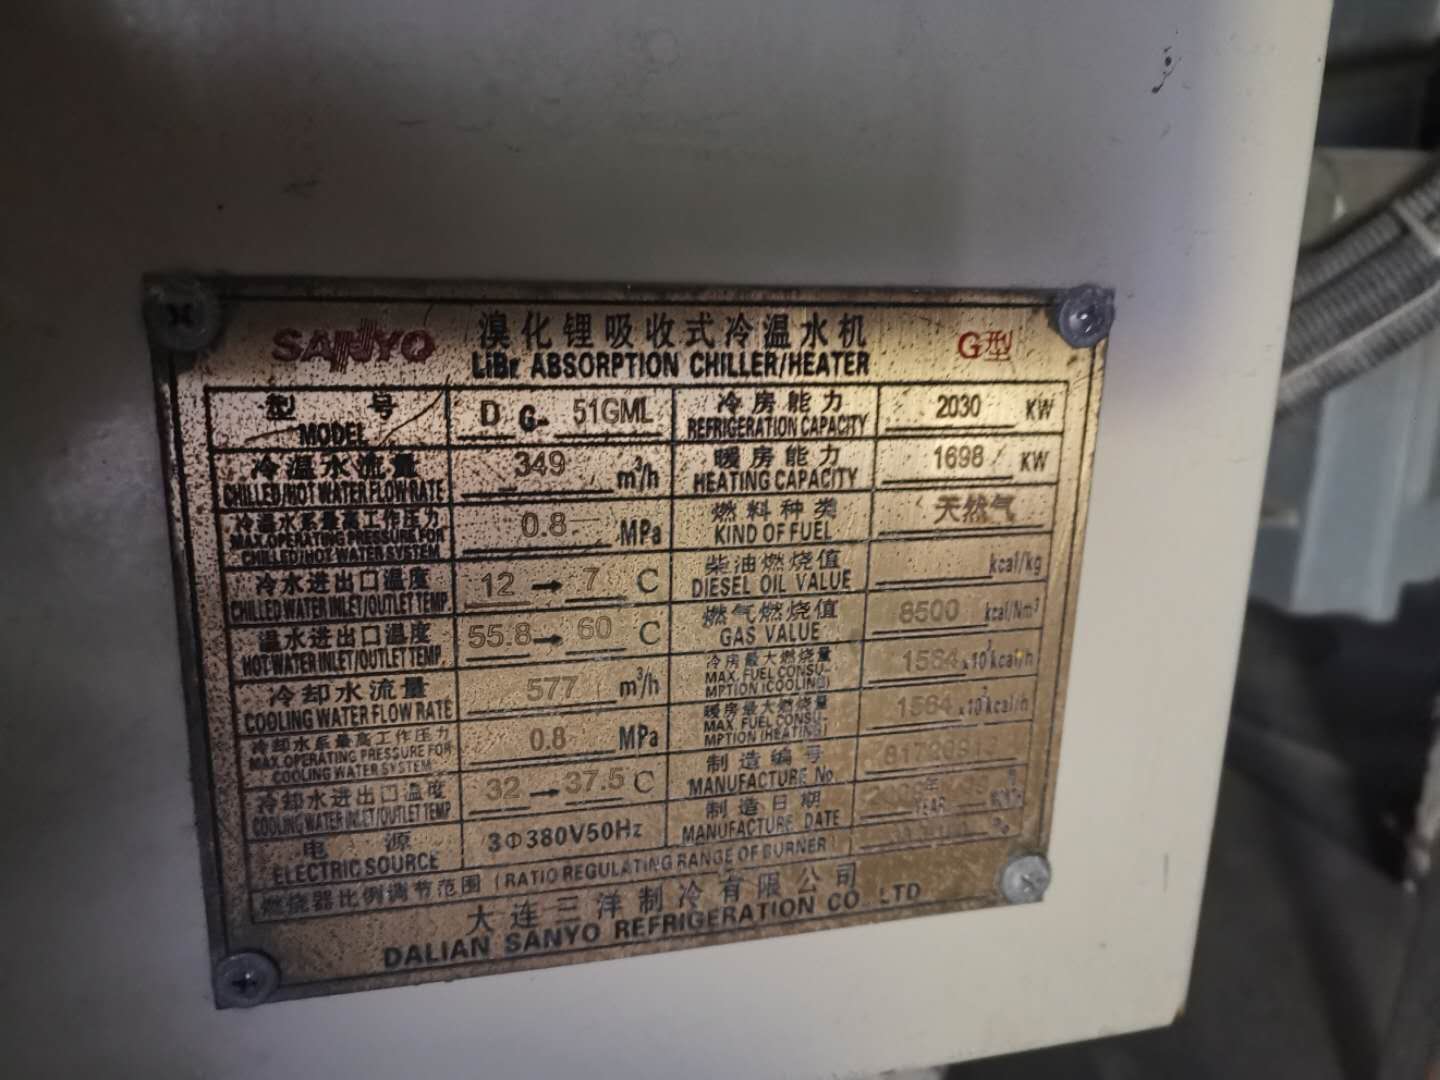 SANYO 溴化锂吸收式冷温水机 G型
LiBr ABSORPTION CHILLER/HEATER
型 号 D G- 51GML 冷房能力 2030 KW
MODEL REFRIGERATION CAPACITY
冷温水流量 349 m³/h 暖房能力 1698 KW
CHILLED/HOT WATER FLOW RATE HEATING CAPACITY
冷温水系最高工作压力 0.8 MPa 燃料种类 天然气
MAX.OPERATING PRESSURE FOR KIND OF FUEL
CHILLED/HOT WATER SYSTEM
冷水进出口温度 12 → 7 C 柴油燃烧值 kcal/kg
CHILLED WATER INLET/OUTLET TEMP. DIESEL OIL VALUE
温水进出口温度 55.8 → 60 C 燃气燃烧值 8500 kcal/Nm³
HOT WATER INLET/OUTLET TEMP. GAS VALUE
冷却水流量 577 m³/h 冷房最大燃烧量 1564 x10³kcal/h
COOLING WATER FLOW RATE MAX. FUEL CONSU-
MPTION (COOLING)
冷却水系最高工作压力 0.8 MPa 暖房最大燃烧量 1564 x10³kcal/h
MAX.OPERATING PRESSURE FOR MAX FUEL CONSU-
COOLING WATER SYSTEM MPTION (HEATING)
冷却水进出口温度 32 → 37.5 C 制造编号
COOLING WATER INLET/OUTLET TEMP. MANUFACTURE No.
电 源 3Φ380V50Hz 制造日期 年 月
ELECTRIC SOURCE MANUFACTURE DATE YEAR MONTH
燃烧器比例调节范围 (RATIO REGULATING RANGE OF BURNER) %
大连三洋制冷有限公司
DALIAN SANYO REFRIGERATION CO. LTD